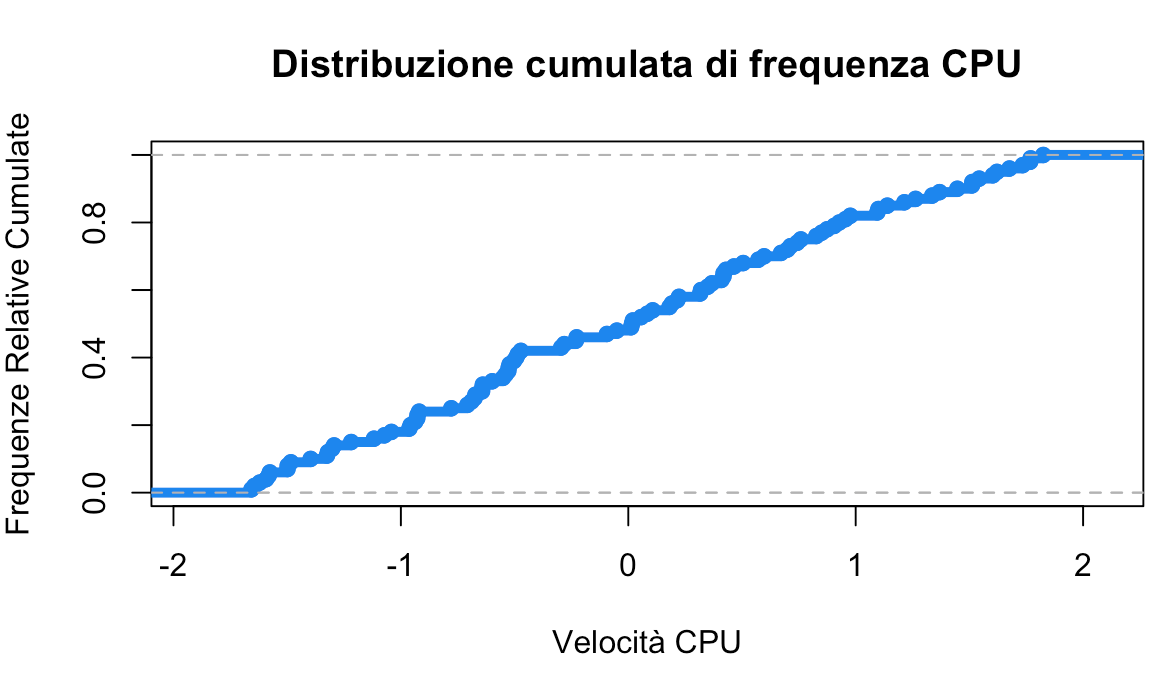 Distribuzione cumulata di frequenza CPU
Frequenze Relative Cumulate
0.8
0.4
0.0
-2 -1 0 1 2
Velocità CPU